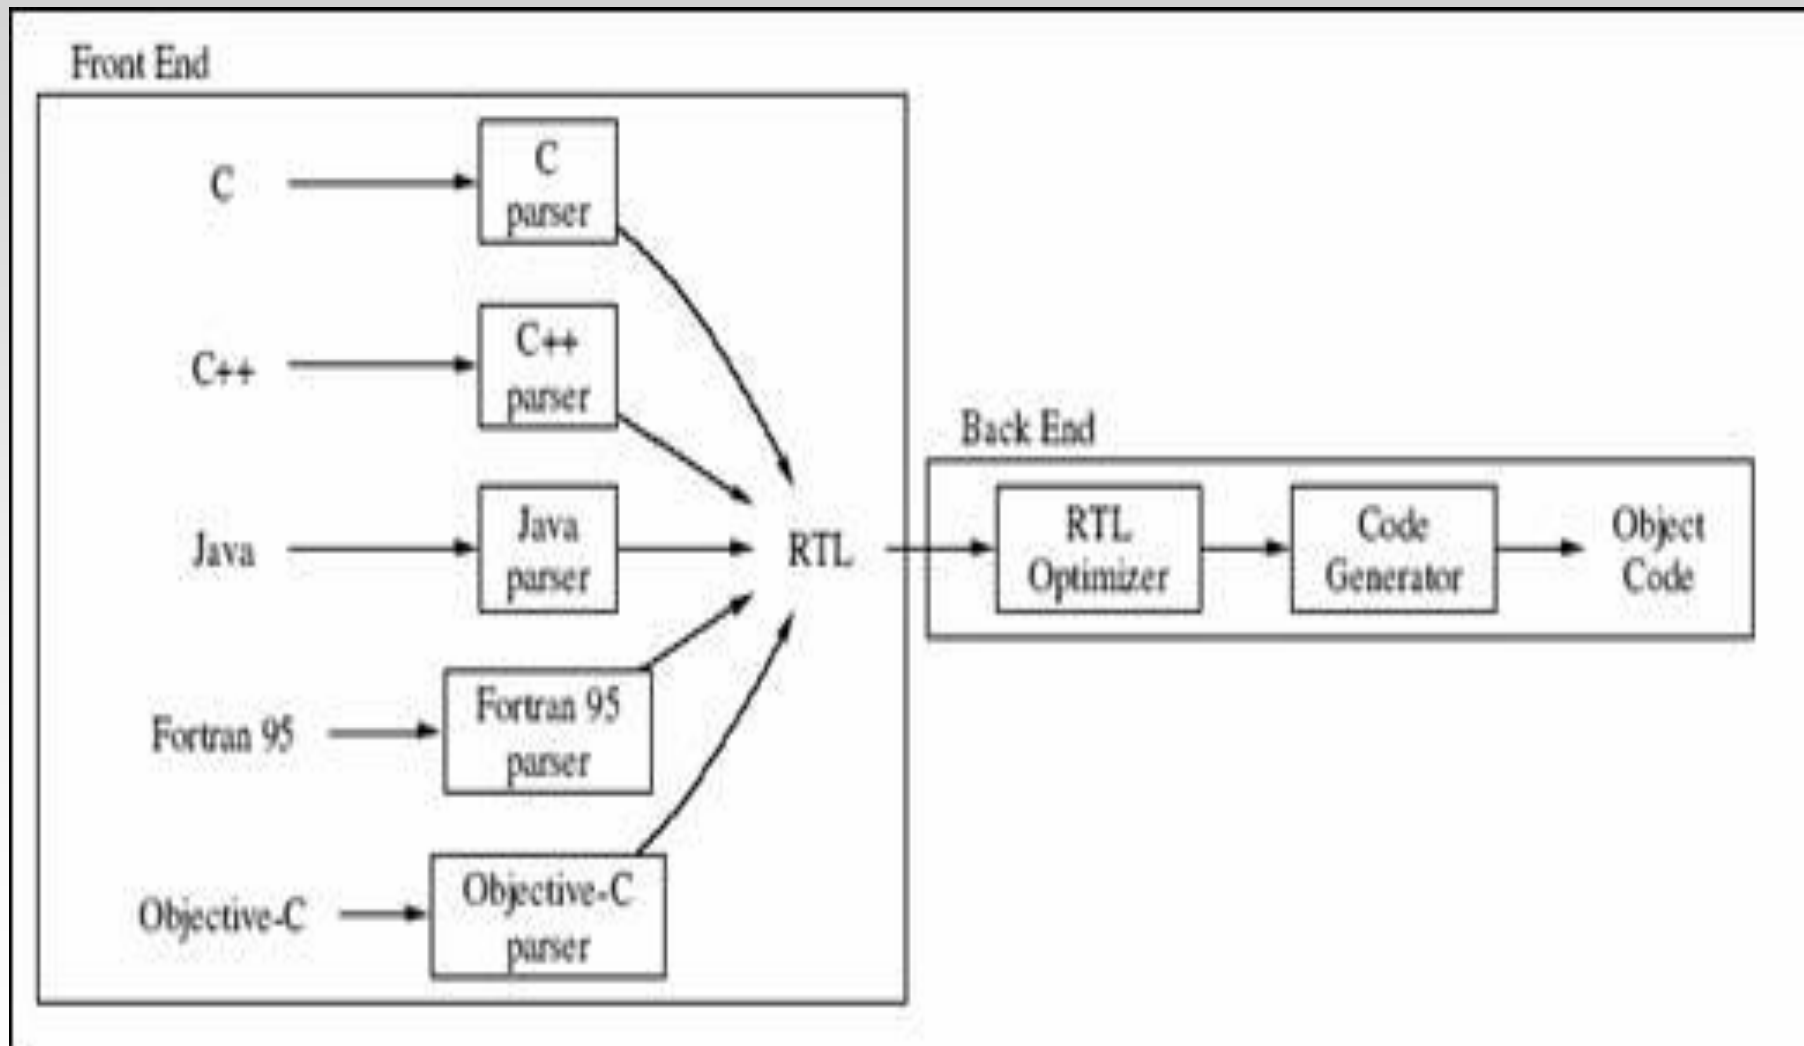 Front End
C
C
parser
C++
C++
parser
Java
Java
parser
RTL
Fortran 95
Fortran 95
parser
Objective-C
Objective-C
parser
Back End
RTL
Optimizer
Code
Generator
Object
Code